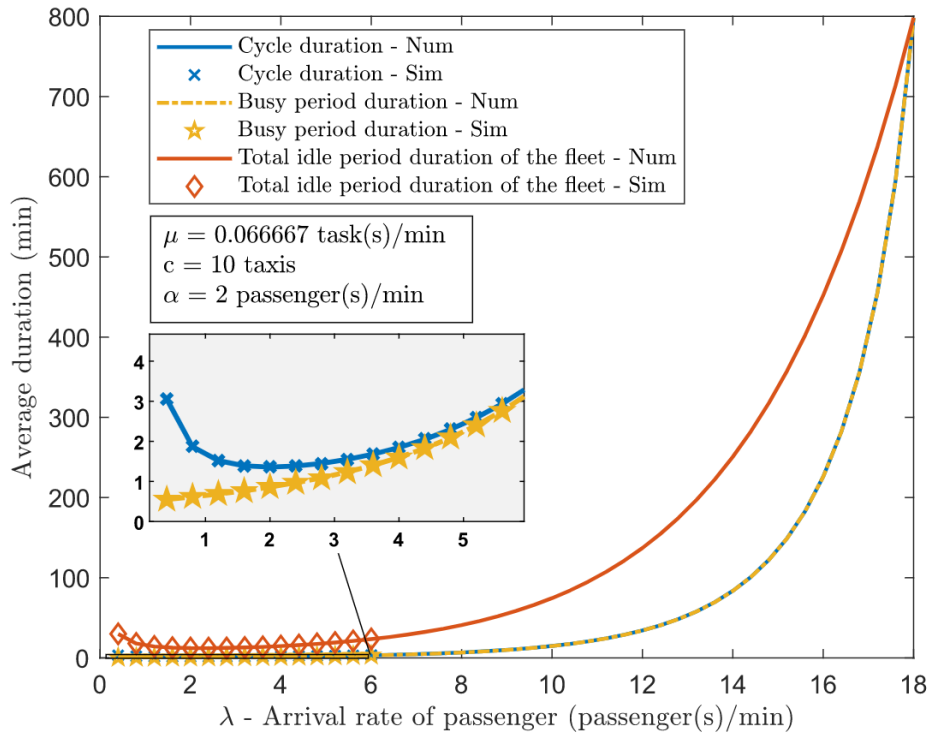 800
700
600
500
400
300
200
100
0
Average duration (min)
Cycle duration - Num
Cycle duration - Sim
Busy period duration - Num
Busy period duration - Sim
Total idle period duration of the fleet - Num
Total idle period duration of the fleet - Sim
μ = 0.066667 task(s)/min
c = 10 taxis
α = 2 passenger(s)/min
4
3
2
1
0
1 2 3 4 5
0 2 4 6 8 10 12 14 16 18
λ - Arrival rate of passenger (passenger(s)/min)